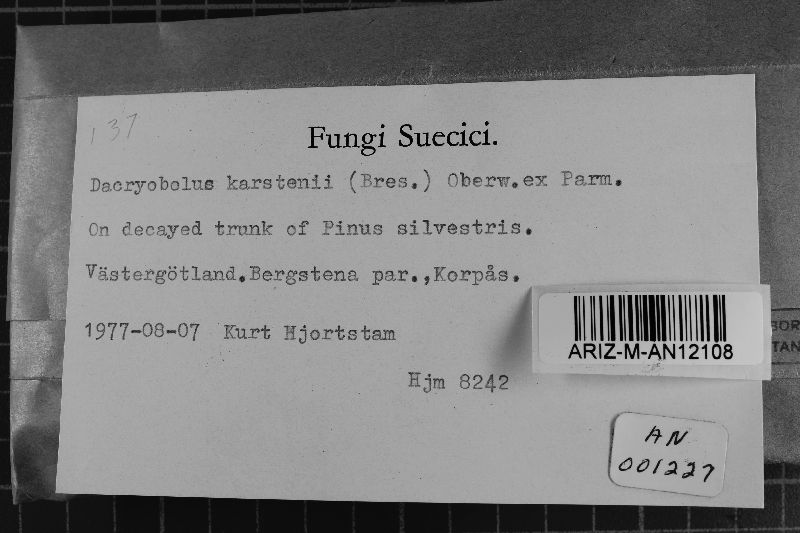 137
Fungi Suecici.
Dacryobolus karstenii (Bres.) Oberw.ex Parm.
On decayed trunk of Pinus silvestris.
Västergötland.Bergstena par.,Korpås.
1977-08-07 Kurt Hjortstam
Hjm 8242
ARIZ-M-AN12108
AN
001227